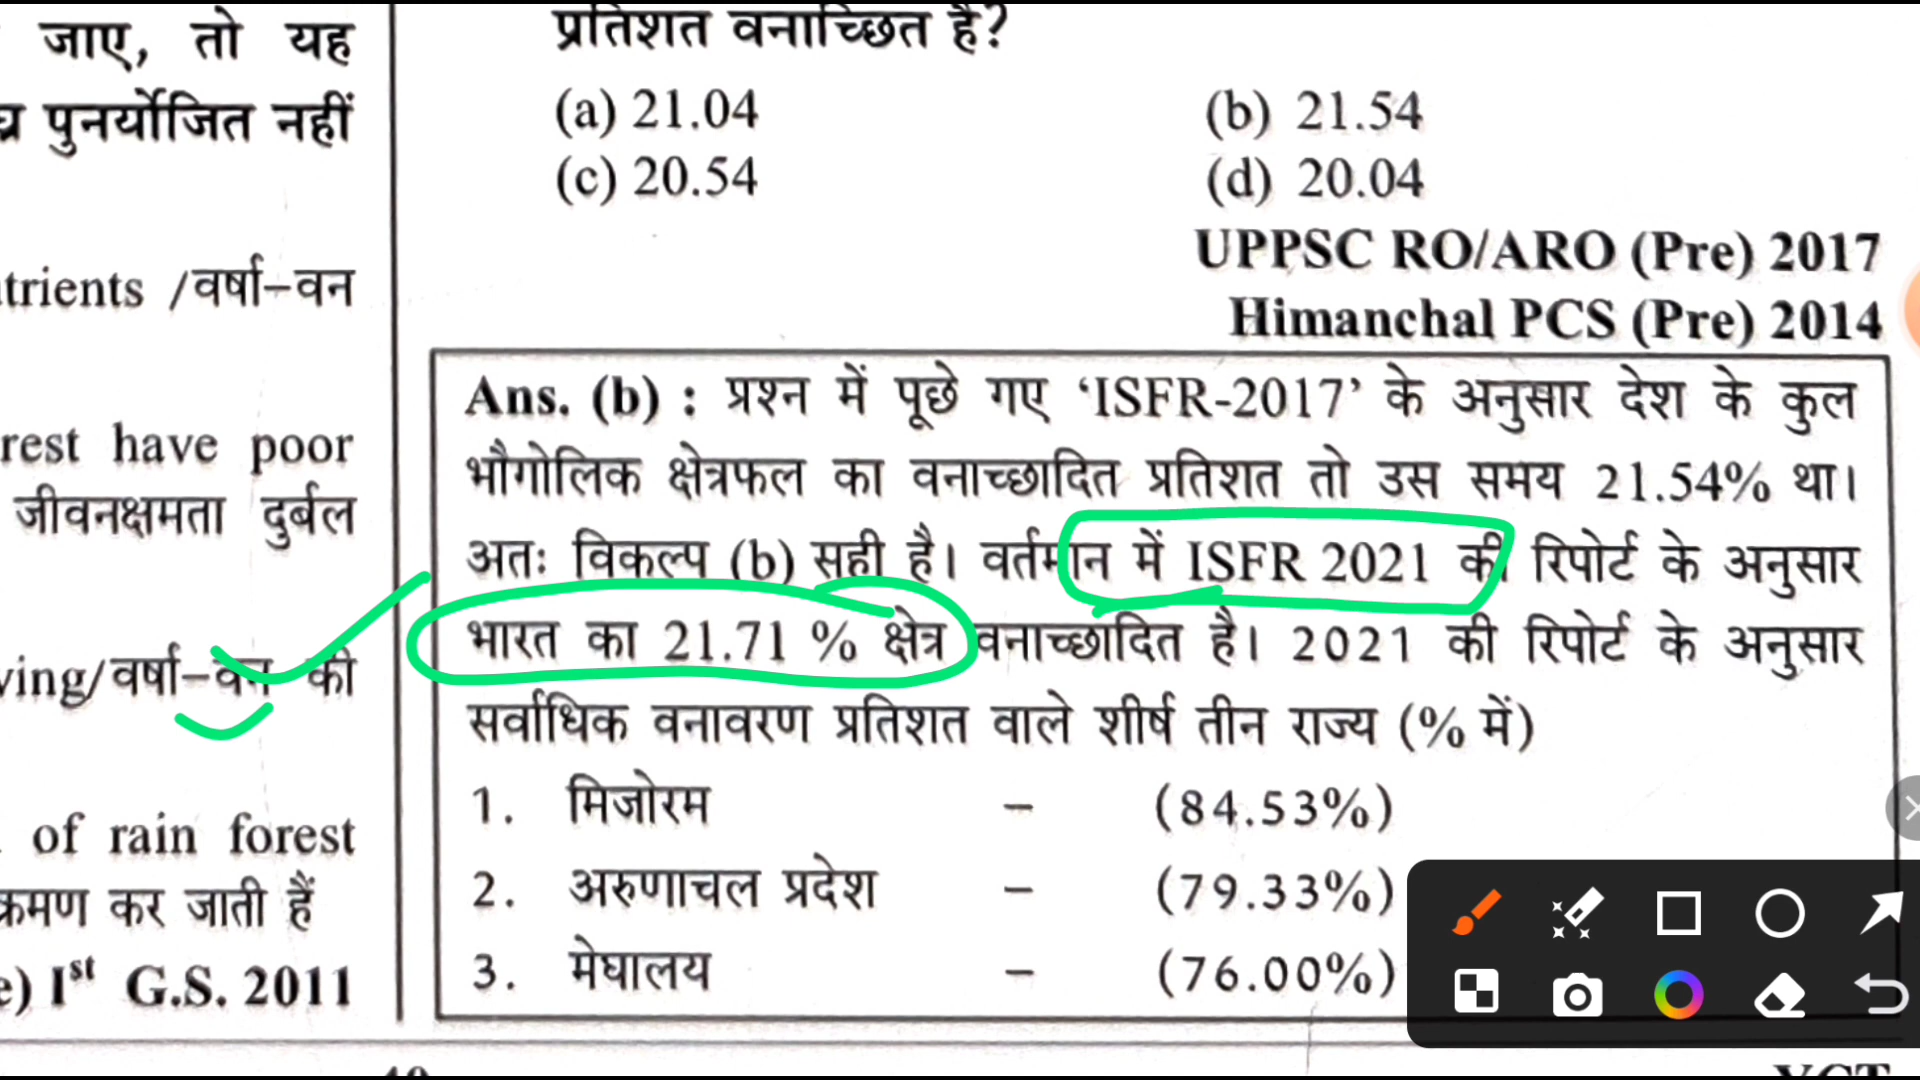 जाए, तो यह
पुनर्योजित नहीं
trients /वर्षा–वन
rest have poor
जीवनक्षमता दुर्बल
ving/वर्षा–वन की
of rain forest
क्रमण कर जाती हैं
e) Ist G.S. 2011
प्रतिशत वनाच्छित है?
(a) 21.04 (b) 21.54
(c) 20.54 (d) 20.04
UPPSC RO/ARO (Pre) 2017
Himanchal PCS (Pre) 2014
Ans. (b) : प्रश्न में पूछे गए ‘ISFR-2017’ के अनुसार देश के कुल
भौगोलिक क्षेत्रफल का वनाच्छादित प्रतिशत तो उस समय 21.54% था।
अतः विकल्प (b) सही है। वर्तमान में ISFR 2021 की रिपोर्ट के अनुसार
भारत का 21.71 % क्षेत्र वनाच्छादित है। 2021 की रिपोर्ट के अनुसार
सर्वाधिक वनावरण प्रतिशत वाले शीर्ष तीन राज्य (% में)
1. मिजोरम – (84.53%)
2. अरुणाचल प्रदेश – (79.33%)
3. मेघालय – (76.00%)